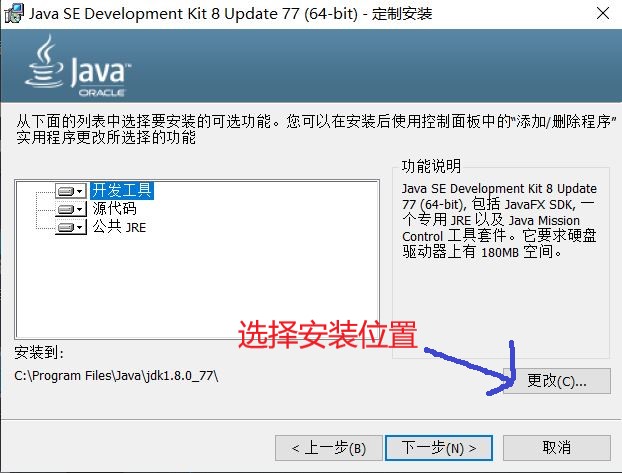 Java SE Development Kit 8 Update 77 (64-bit) - 定制安装
Java™
ORACLE
从下面的列表中选择要安装的可选功能。您可以在安装后使用控制面板中的“添加/删除程序”
实用程序更改所选择的功能
功能说明
开发工具
源代码
公共 JRE
Java SE Development Kit 8 Update
77 (64-bit), 包括 JavaFX SDK, 一
个专用 JRE 以及 Java Mission
Control 工具套件。它要求硬盘
驱动器上有 180MB 空间。
选择安装位置
安装到:
C:\Program Files\Java\jdk1.8.0_77\
更改(C)...
< 上一步(B)
下一步(N) >
取消